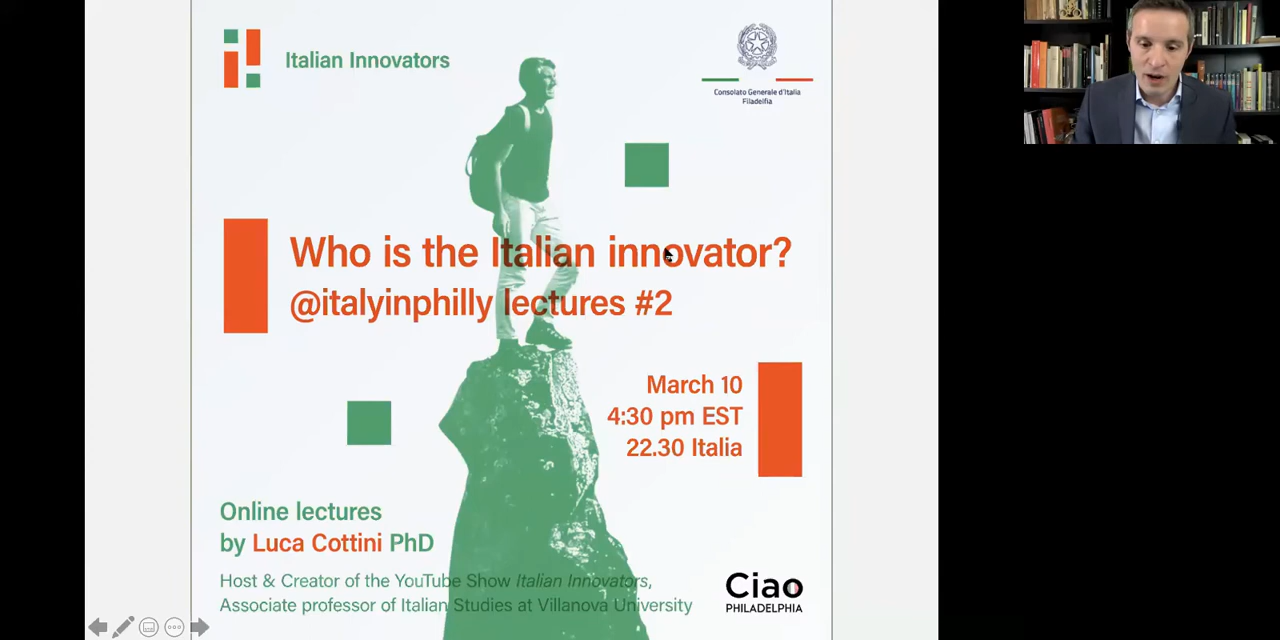 Italian Innovators
Consolato Generale d'Italia
Filadelfia
Who is the Italian innovator?
@italyinphilly lectures #2
March 10
4:30 pm EST
22.30 Italia
Online lectures
by Luca Cottini PhD
Host & Creator of the YouTube Show Italian Innovators,
Associate professor of Italian Studies at Villanova University
Ciao
PHILADELPHIA